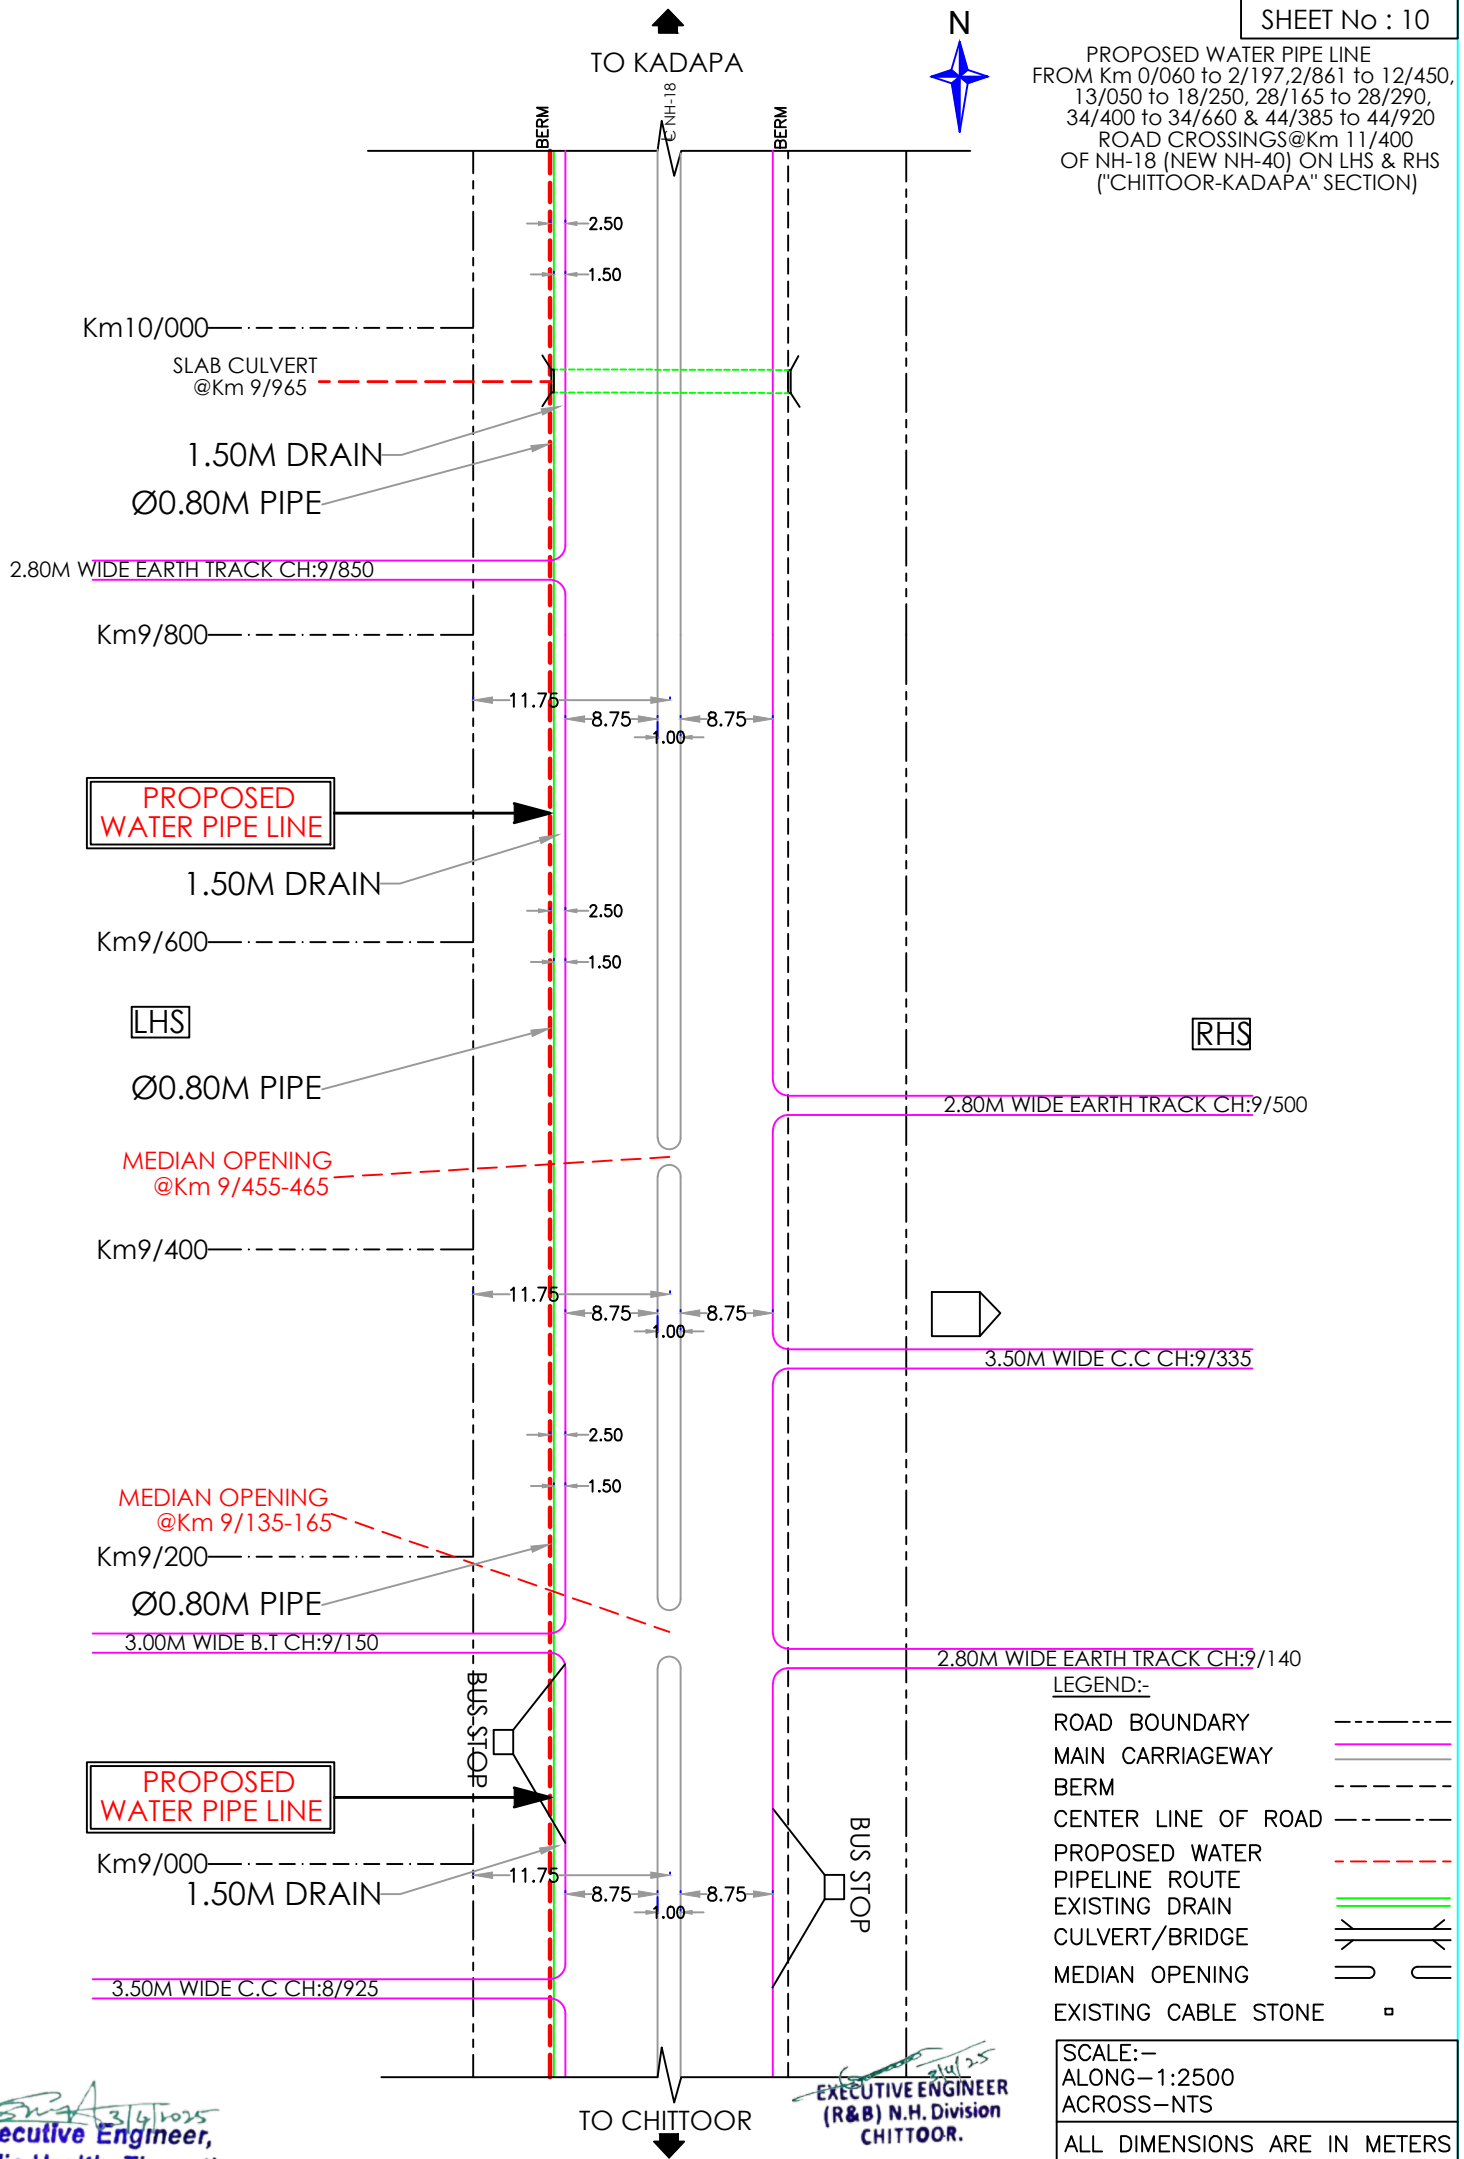 SHEET No : 10
PROPOSED WATER PIPE LINE
FROM Km 0/060 to 2/197,2/861 to 12/450,
13/050 to 18/250, 28/165 to 28/290,
34/400 to 34/660 & 44/385 to 44/920
ROAD CROSSINGS@Km 11/400
OF NH-18 (NEW NH-40) ON LHS & RHS
("CHITTOOR-KADAPA" SECTION)
N
TO KADAPA
BERM
NH-18
BERM
2.50
1.50
Km10/000
SLAB CULVERT
@Km 9/965
1.50M DRAIN
Ø0.80M PIPE
2.80M WIDE EARTH TRACK CH:9/850
Km9/800
11.75
8.75
8.75
1.00
PROPOSED
WATER PIPE LINE
1.50M DRAIN
2.50
Km9/600
1.50
LHS
RHS
Ø0.80M PIPE
2.80M WIDE EARTH TRACK CH:9/500
MEDIAN OPENING
@Km 9/455-465
Km9/400
11.75
8.75
8.75
1.00
3.50M WIDE C.C CH:9/335
2.50
1.50
MEDIAN OPENING
@Km 9/135-165
Km9/200
Ø0.80M PIPE
3.00M WIDE B.T CH:9/150
2.80M WIDE EARTH TRACK CH:9/140
BUS STOP
PROPOSED
WATER PIPE LINE
Km9/000
11.75
8.75
8.75
1.00
1.50M DRAIN
BUS STOP
3.50M WIDE C.C CH:8/925
LEGEND:-
ROAD BOUNDARY
MAIN CARRIAGEWAY
BERM
CENTER LINE OF ROAD
PROPOSED WATER
PIPELINE ROUTE
EXISTING DRAIN
CULVERT/BRIDGE
MEDIAN OPENING
EXISTING CABLE STONE
SCALE:-
ALONG-1:2500
ACROSS-NTS
ALL DIMENSIONS ARE IN METERS
TO CHITTOOR
3/4/25
EXECUTIVE ENGINEER
(R&B) N.H. Division
CHITTOOR.
3/4/2025
ecutive Engineer,